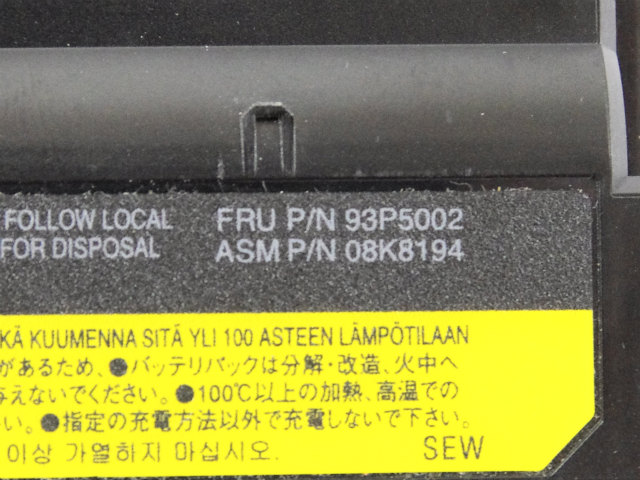 FOLLOW LOCAL FRU P/N 93P5002
FOR DISPOSAL ASM P/N 08K8194
KÄ KUUMENNA SITÄ YLI 100 ASTEEN LÄMPÖTILAAN
があるため、●バッテリパックは分解・改造、火中へ
えないでください。●100℃以上の加熱、高温での
い。●指定の充電方法以外で充電しないで下さい。
이상 가열하지 마십시오. SEW